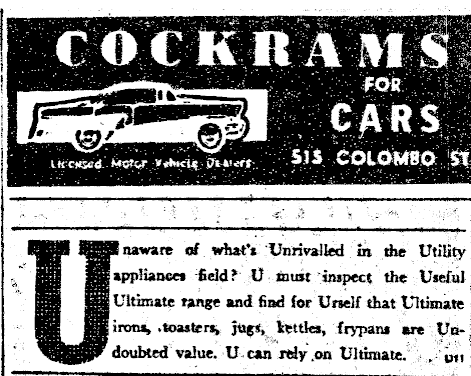 COCKRAMS
FOR
CARS
Licensed Motor Vehicle Dealers
515 COLOMBO ST
Unaware of what's Unrivalled in the Utility
appliances field? U must inspect the Useful
Ultimate range and find for Urself that Ultimate
irons, toasters, jugs, kettles, frypans are Un-
doubted value. U can rely on Ultimate.
D11